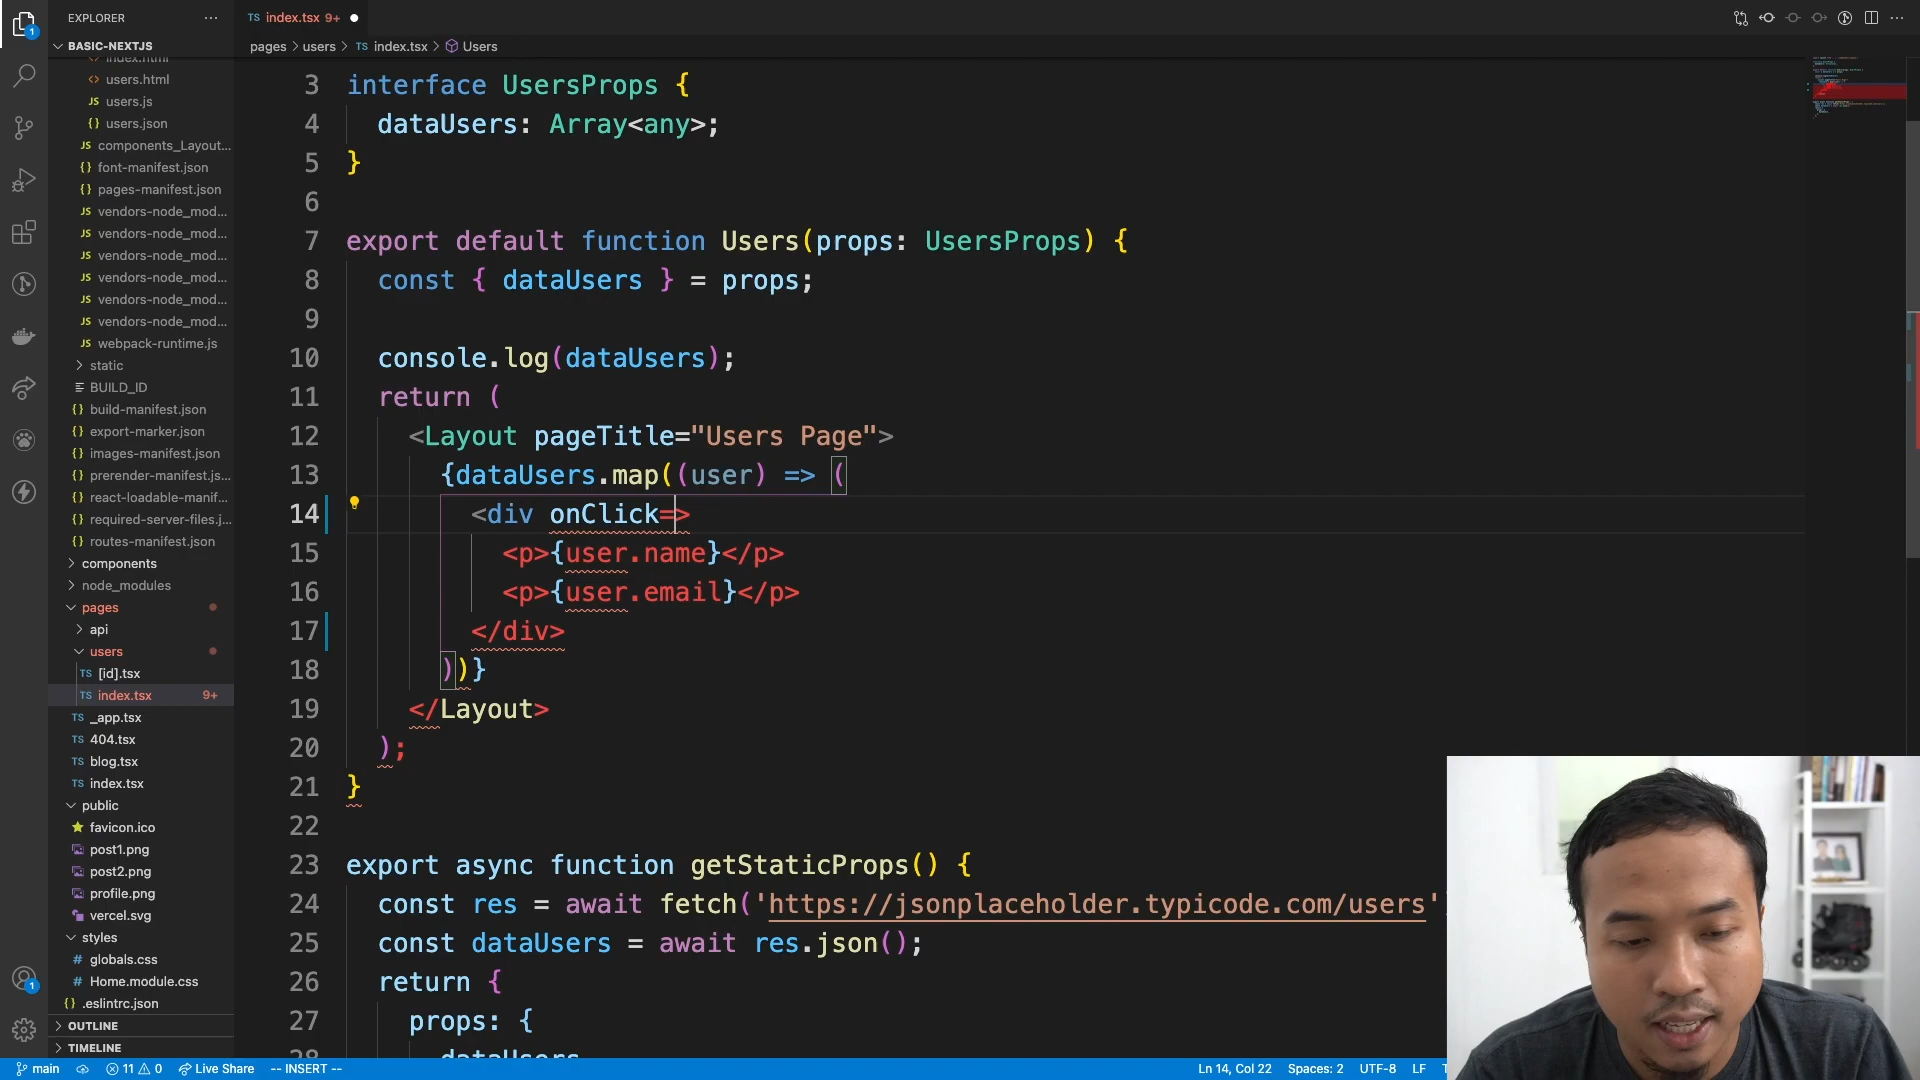 EXPLORER
BASIC-NEXTJS
index.html
users.html
users.js
users.json
components_Layout...
font-manifest.json
pages-manifest.json
vendors-node_mod...
vendors-node_mod...
vendors-node_mod...
vendors-node_mod...
vendors-node_mod...
vendors-node_mod...
webpack-runtime.js
static
BUILD_ID
build-manifest.json
export-marker.json
images-manifest.json
prerender-manifest.js...
react-loadable-manif...
required-server-files.j...
routes-manifest.json
components
node_modules
pages
api
users
[id].tsx
index.tsx 9+
_app.tsx
404.tsx
blog.tsx
index.tsx
public
favicon.ico
post1.png
post2.png
profile.png
vercel.svg
styles
globals.css
Home.module.css
.eslintrc.json
OUTLINE
TIMELINE
TS index.tsx 9+
pages > users > TS index.tsx > Users
3 interface UsersProps {
4 dataUsers: Array<any>;
5 }
6
7 export default function Users(props: UsersProps) {
8 const { dataUsers } = props;
9
10 console.log(dataUsers);
11 return (
12 <Layout pageTitle="Users Page">
13 {dataUsers.map((user) => (
14 <div onClick=>
15 <p>{user.name}</p>
16 <p>{user.email}</p>
17 </div>
18 ))}
19 </Layout>
20 );
21 }
22
23 export async function getStaticProps() {
24 const res = await fetch('https://jsonplaceholder.typicode.com/users'
25 const dataUsers = await res.json();
26 return {
27 props: {
28 dataUsers
main 11 0 Live Share -- INSERT -- Ln 14, Col 22 Spaces: 2 UTF-8 LF